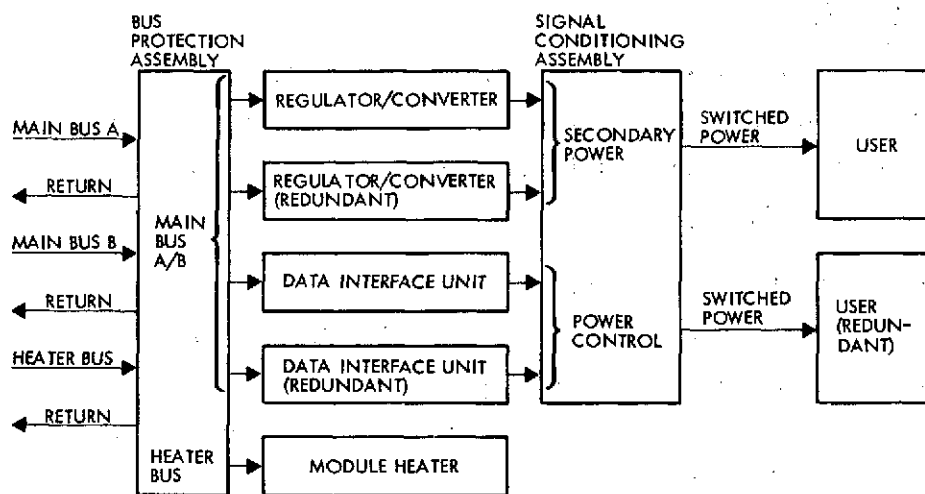 BUS
PROTECTION
ASSEMBLY
SIGNAL
CONDITIONING
ASSEMBLY
MAIN BUS A
RETURN
MAIN BUS B
RETURN
HEATER BUS
RETURN
MAIN
BUS
A/B
HEATER
BUS
REGULATOR/CONVERTER
REGULATOR/CONVERTER
(REDUNDANT)
DATA INTERFACE UNIT
DATA INTERFACE UNIT
(REDUNDANT)
MODULE HEATER
SECONDARY
POWER
POWER
CONTROL
SWITCHED
POWER
SWITCHED
POWER
USER
USER
(REDUN-
DANT)